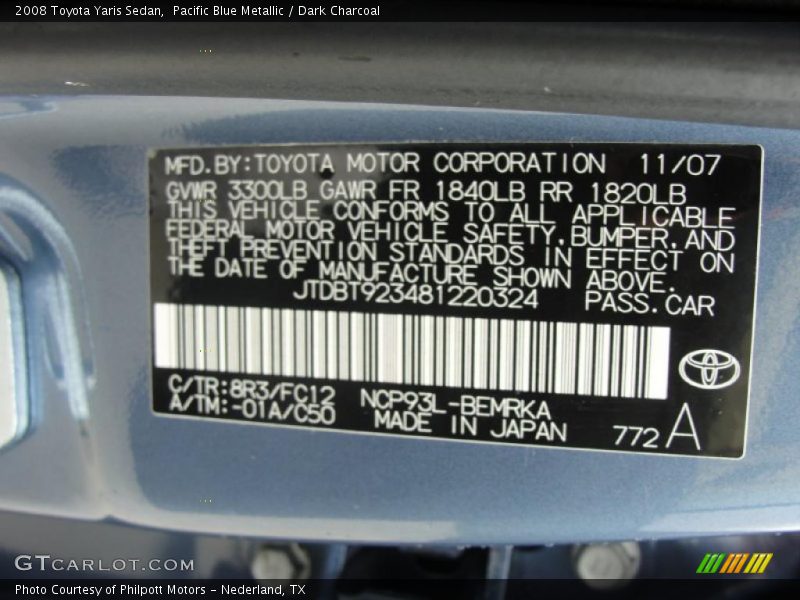 2008 Toyota Yaris Sedan,  Pacific Blue Metallic / Dark Charcoal
MFD.BY:TOYOTA MOTOR CORPORATION 11/07
GVWR 3300LB GAWR FR 1840LB RR 1820LB
THIS VEHICLE CONFORMS TO ALL APPLICABLE
FEDERAL MOTOR VEHICLE SAFETY,BUMPER,AND
THEFT PREVENTION STANDARDS IN EFFECT ON
THE DATE OF MANUFACTURE SHOWN ABOVE.
JTDBT923481220324 PASS.CAR
C/TR:8R3/FC12 NCP93L-BEMRKA
A/TM:-01A/C50 MADE IN JAPAN 772 A
GTCARLOT.COM
Photo Courtesy of Philpott Motors - Nederland, TX